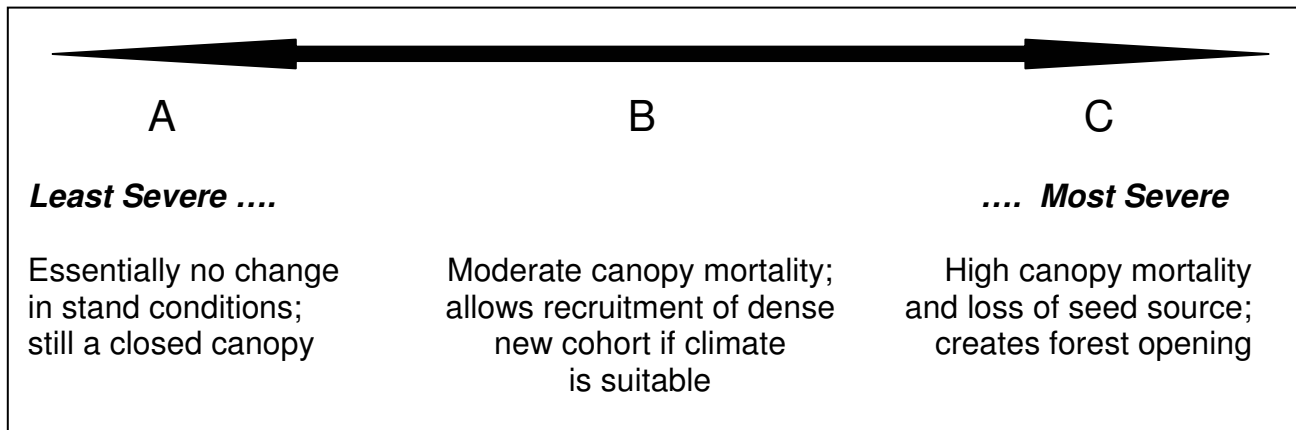 A
B
C
Least Severe ....
.... Most Severe
Essentially no change
in stand conditions;
still a closed canopy
Moderate canopy mortality;
allows recruitment of dense
new cohort if climate
is suitable
High canopy mortality
and loss of seed source;
creates forest opening